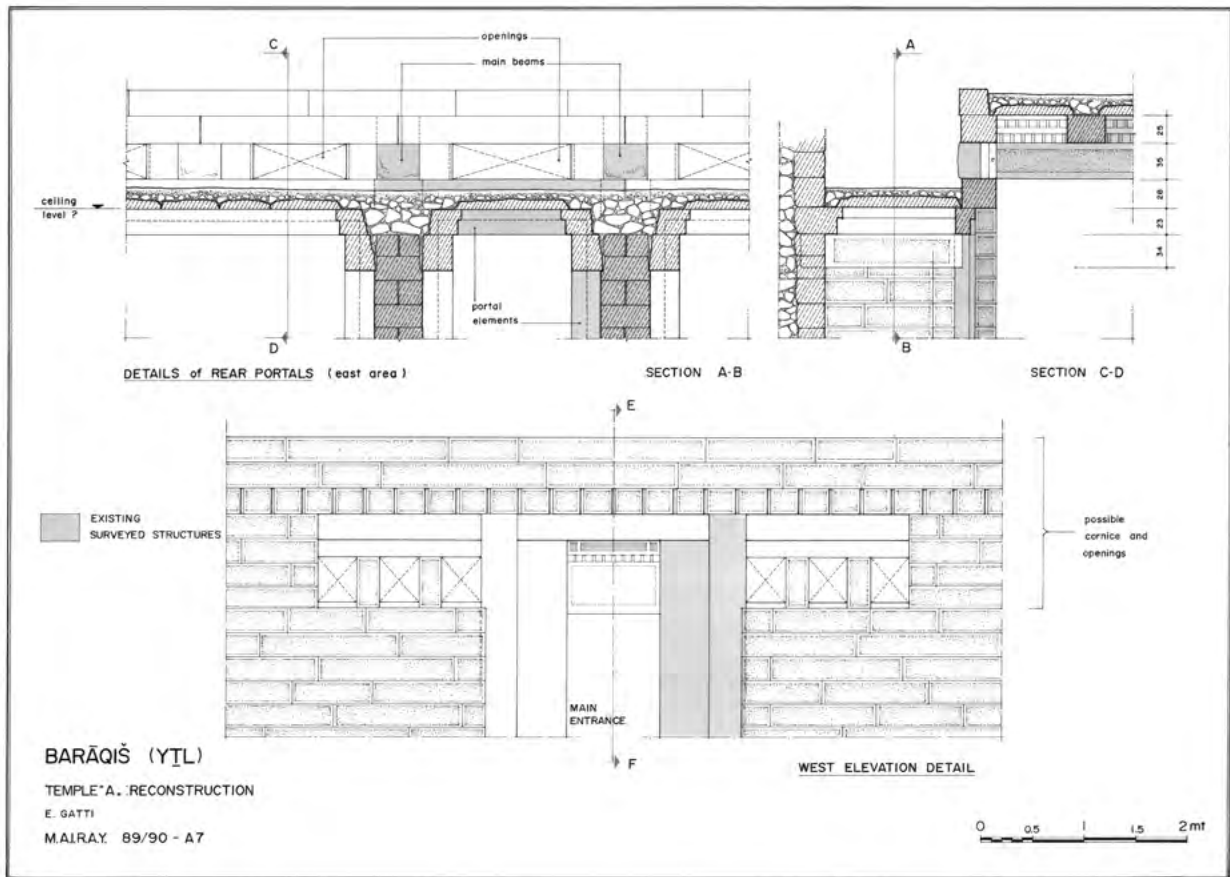 C
openings
main beams
A
ceiling
level ?
portal
elements
D
B
25
35
28
23
34
DETAILS of REAR PORTALS (east area)
SECTION A-B
SECTION C-D
E
EXISTING
SURVEYED STRUCTURES
possible
cornice and
openings
MAIN
ENTRANCE
F
WEST ELEVATION DETAIL
BARĀQIŠ (YṮL)
TEMPLE "A. : RECONSTRUCTION
E. GATTI
M.A.I.R.A.Y. 89/90 - A7
0 0.5 1 1.5 2 mt